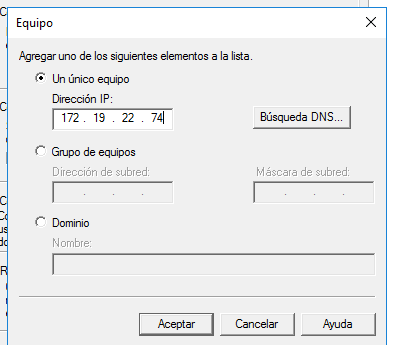 Equipo
Agregar uno de los siguientes elementos a la lista.
Un único equipo
Dirección IP:
172 . 19 . 22 . 74
Búsqueda DNS...
Grupo de equipos
Dirección de subred:
Máscara de subred:
. . .
. . .
Dominio
Nombre:
Aceptar
Cancelar
Ayuda